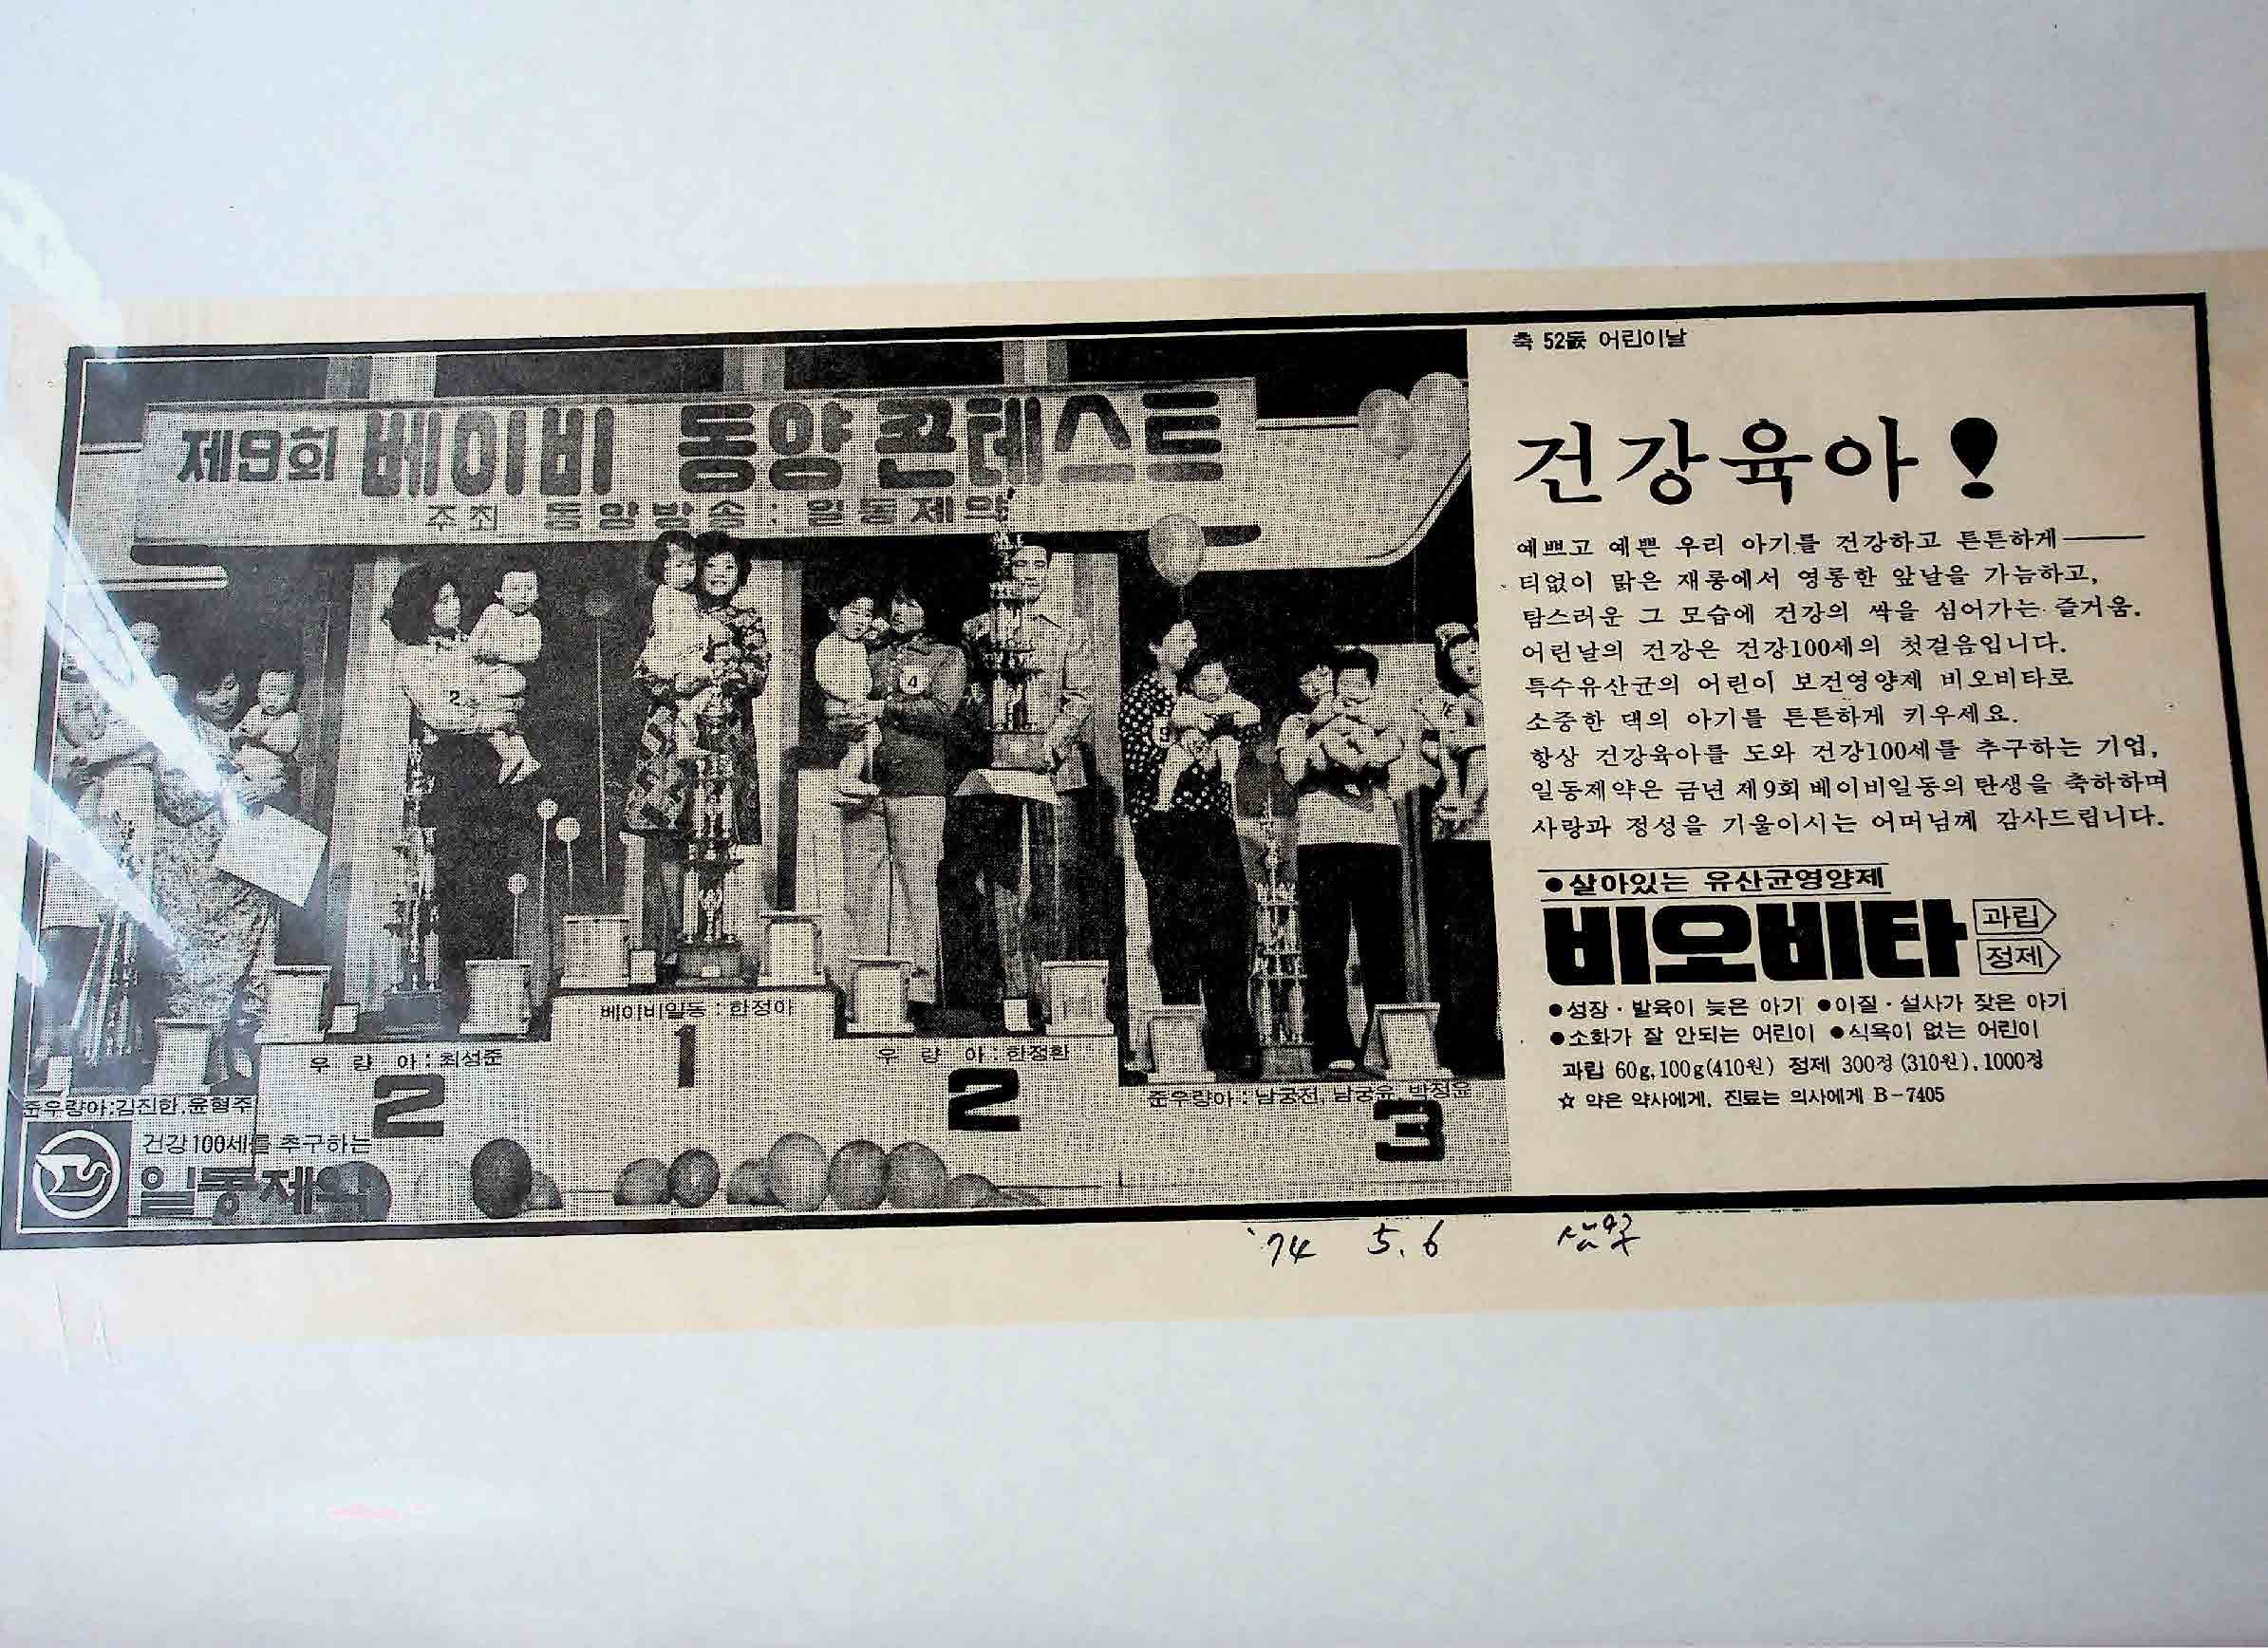 제9회 베이비 동양 콘테스트
주최 동양방송 : 일동제약
2
4
베이비일동 : 한정아
1
우 량 아 : 최성준
2
우 량 아 : 한정환
2
준우량아 : 김진한, 윤형주
준우량아 : 남궁전, 남궁유, 박정윤
3
건강100세를 추구하는
일동제약
축 52돐 어린이날
건강육아!
예쁘고 예쁜 우리 아기를 건강하고 튼튼하게――
티없이 맑은 재롱에서 영롱한 앞날을 가늠하고,
탐스러운 그 모습에 건강의 싹을 심어가는 즐거움.
어린날의 건강은 건강100세의 첫걸음입니다.
특수유산균의 어린이 보건영양제 비오비타로
소중한 댁의 아기를 튼튼하게 키우세요.
항상 건강육아를 도와 건강100세를 추구하는 기업,
일동제약은 금년 제9회 베이비일동의 탄생을 축하하며
사랑과 정성을 기울이시는 어머님께 감사드립니다.
●살아있는 유산균영양제
비오비타 과립 정제
●성장·발육이 늦은 아기 ●이질·설사가 잦은 아기
●소화가 잘 안되는 어린이 ●식욕이 없는 어린이
과립 60g, 100g(410원) 정제 300정 (310원), 1000정
☆ 약은 약사에게, 진료는 의사에게 B-7405
'74 5. 6